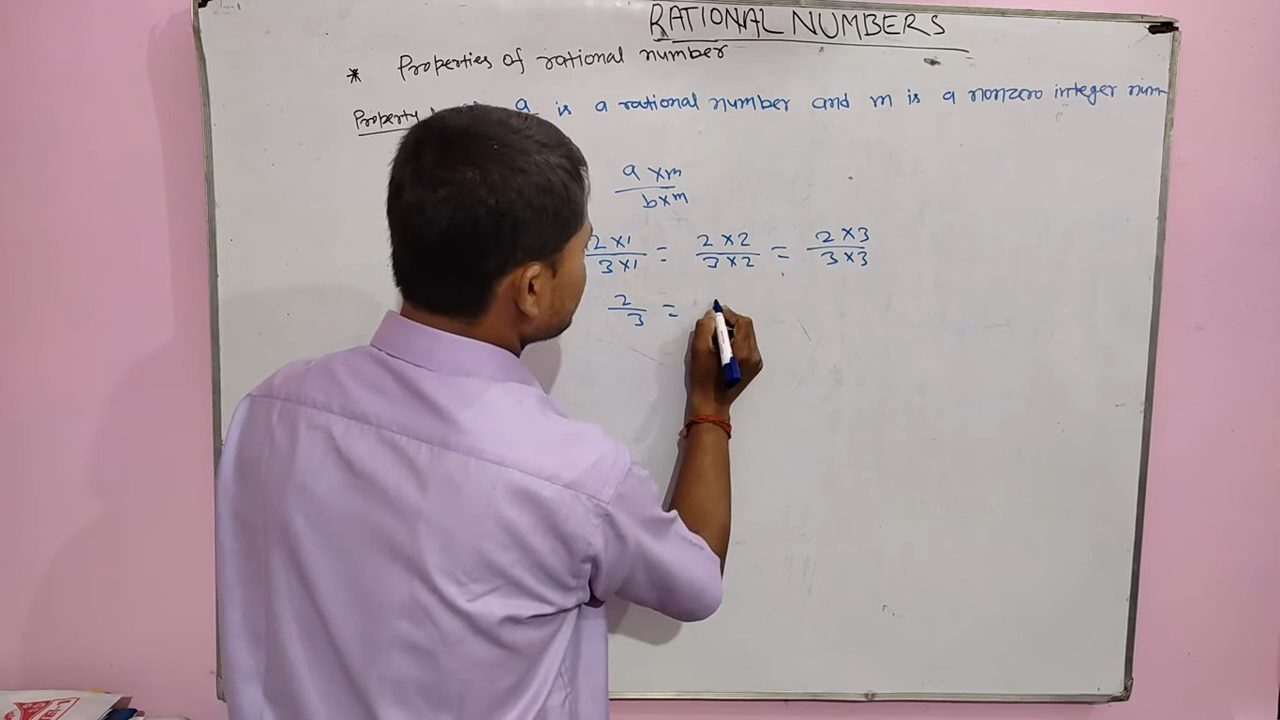 RATIONAL NUMBERS
* Properties of rational number
Property a is a rational number and m is a nonzero integer num
a×m
b×m
2×1 = 2×2 = 2×3
3×1 3×2 3×3
2 =
3